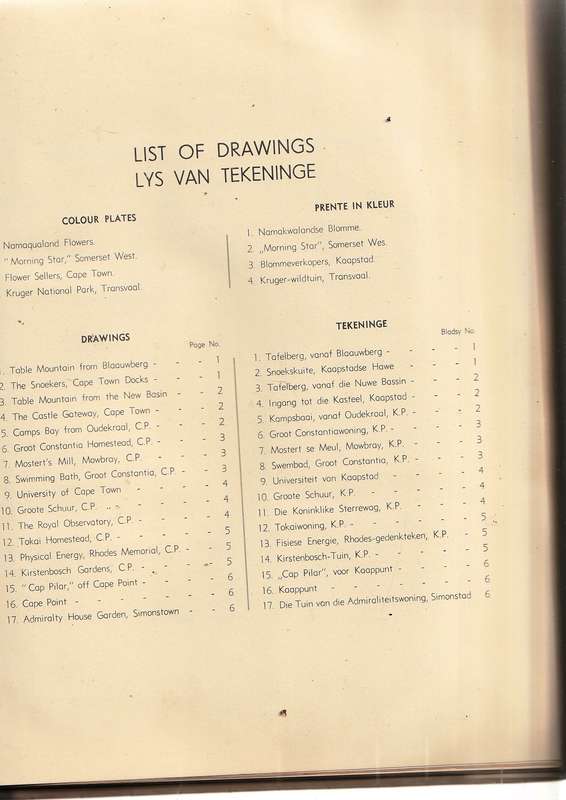 LIST OF DRAWINGS
LYS VAN TEKENINGE
COLOUR PLATES
Namaqualand Flowers.
"Morning Star," Somerset West.
Flower Sellers, Cape Town.
Kruger National Park, Transvaal.
PRENTE IN KLEUR
1. Namakwalandse Blomme.
2. „Morning Star", Somerset Wes.
3. Blommeverkopers, Kaapstad.
4. Kruger-wildtuin, Transvaal.
DRAWINGS
Page No.
1. Table Mountain from Blaauwberg - - - 1
2. The Snoekers, Cape Town Docks - - - 1
3. Table Mountain from the New Basin - - 2
4. The Castle Gateway, Cape Town - - - 2
5. Camps Bay from Oudekraal, C.P. - - - 2
6. Groot Constantia Homestead, C.P. - - - 3
7. Mostert's Mill, Mowbray, C.P. - - - 3
8. Swimming Bath, Groot Constantia, C.P. - - 3
9. University of Cape Town - - - - 4
10. Groote Schuur, C.P. - - - - 4
11. The Royal Observatory, C.P. - - - - 4
12. Tokai Homestead, C.P. - - - - 5
13. Physical Energy, Rhodes Memorial, C.P. - - 5
14. Kirstenbosch Gardens, C.P. - - - - 5
15. "Cap Pilar," off Cape Point - - - - 6
16. Cape Point - - - - - - 6
17. Admiralty House Garden, Simonstown - - 6
TEKENINGE
Bladsy No.
1. Tafelberg, vanaf Blaauwberg - - - - 1
2. Snoekskuite, Kaapstadse Hawe - - - 1
3. Tafelberg, vanaf die Nuwe Bassin - - - 2
4. Ingang tot die Kasteel, Kaapstad - - - 2
5. Kampsbaai, vanaf Oudekraal, K.P. - - - 2
6. Groot Constantiawoning, K.P. - - - - 3
7. Mostert se Meul, Mowbray, K.P. - - - 3
8. Swembad, Groot Constantia, K.P. - - - 3
9. Universiteit van Kaapstad - - - - 4
10. Groote Schuur, K.P. - - - - - 4
11. Die Koninklike Sterrewag, K.P. - - - 4
12. Tokaiwoning, K.P. - - - - - 5
13. Fisiese Energie, Rhodes-gedenkteken, K.P. - 5
14. Kirstenbosch-Tuin, K.P. - - - - - 5
15. „Cap Pilar", voor Kaappunt - - - - 6
16. Kaappunt - - - - - - 6
17. Die Tuin van die Admiraliteitswoning, Simonstad 6